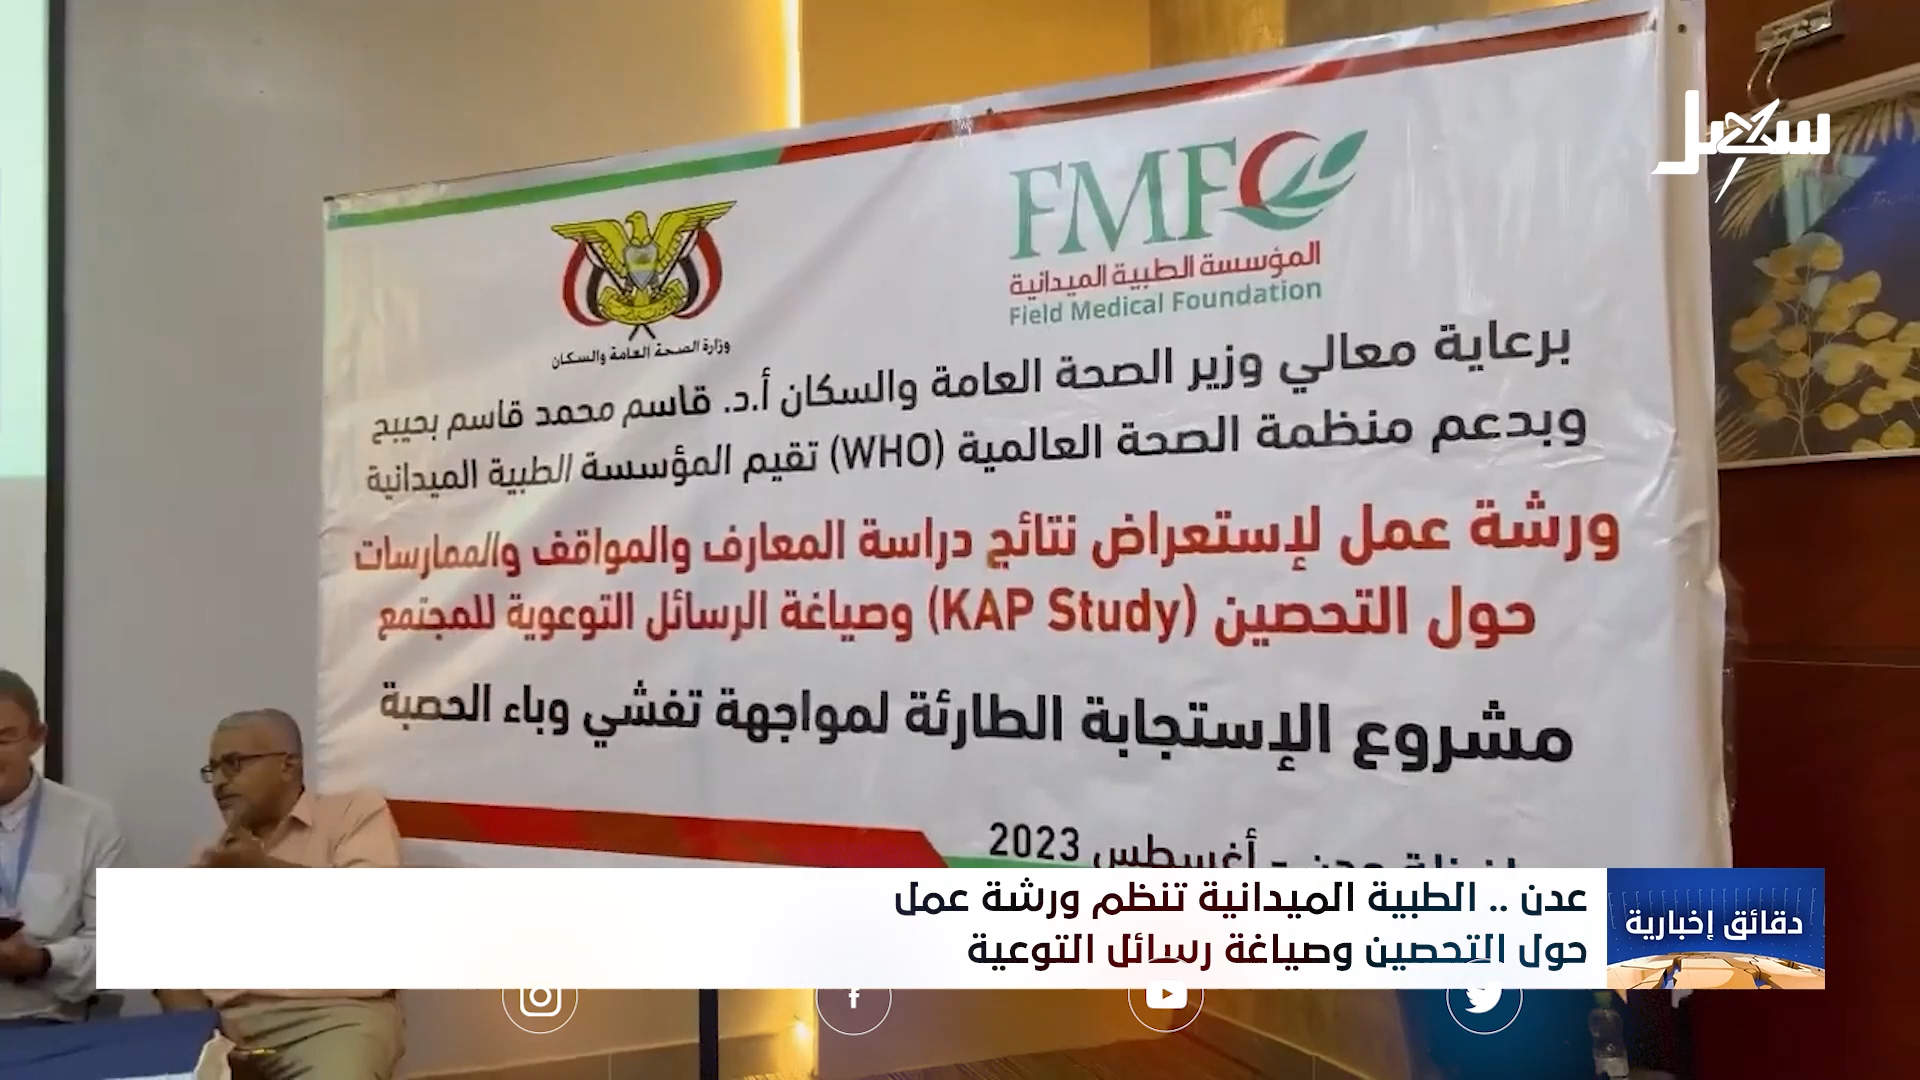 سهيل
FMF
المؤسسة الطبية الميدانية
Field Medical Foundation
وزارة الصحة العامة والسكان
برعاية معالي وزير الصحة العامة والسكان أ.د. قاسم محمد قاسم بحيبح
وبدعم منظمة الصحة العالمية (WHO) تقيم المؤسسة الطبية الميدانية
ورشة عمل لإستعراض نتائج دراسة المعارف والمواقف والممارسات
حول التحصين (KAP Study) وصياغة الرسائل التوعوية للمجتمع
مشروع الإستجابة الطارئة لمواجهة تفشي وباء الحصبة
عدن - أغسطس 2023
دقائق إخبارية
عدن .. الطبية الميدانية تنظم ورشة عمل
حول التحصين وصياغة رسائل التوعية